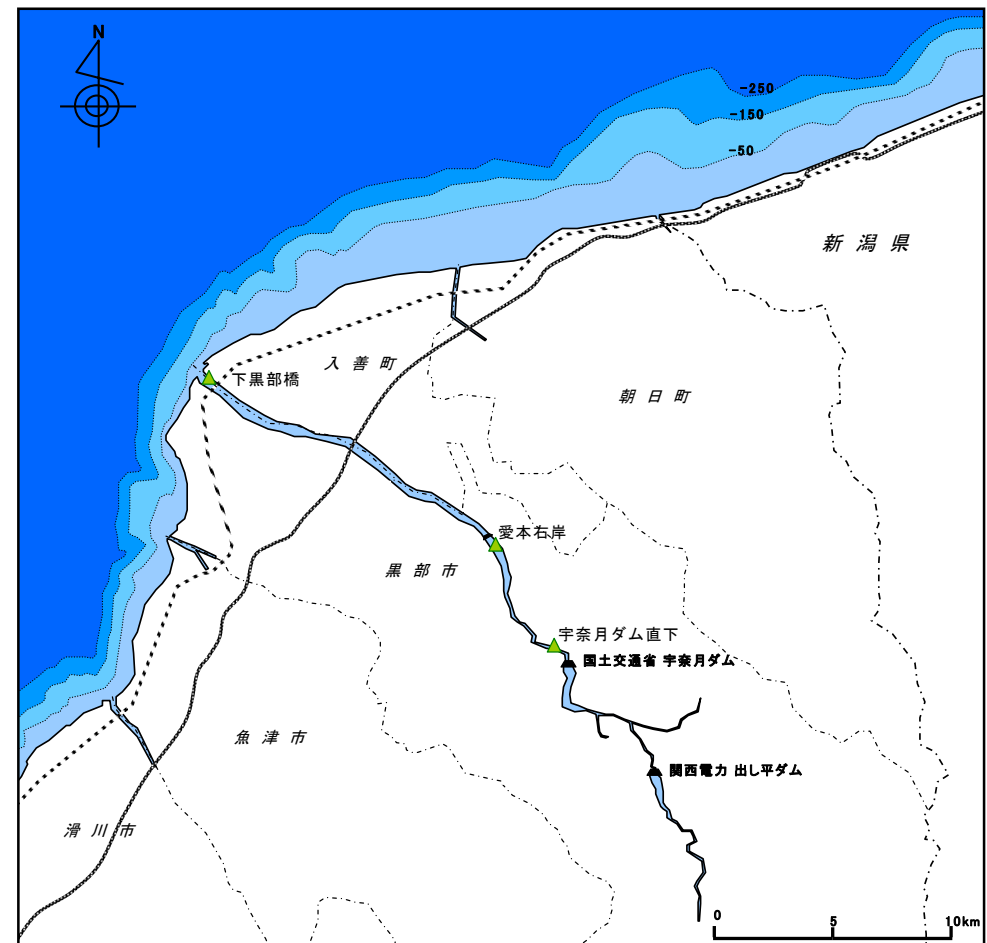 N
-250
-150
-50
新潟県
入善町
下黒部橋
朝日町
愛本右岸
黒部市
宇奈月ダム直下
国土交通省 宇奈月ダム
魚津市
関西電力 出し平ダム
滑川市
0 5 10km